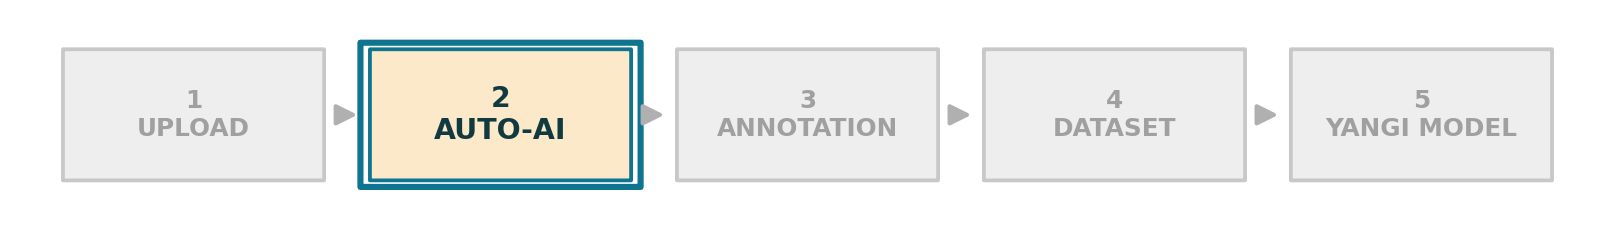 1
UPLOAD
2
AUTO-AI
3
ANNOTATION
4
DATASET
5
YANGI MODEL